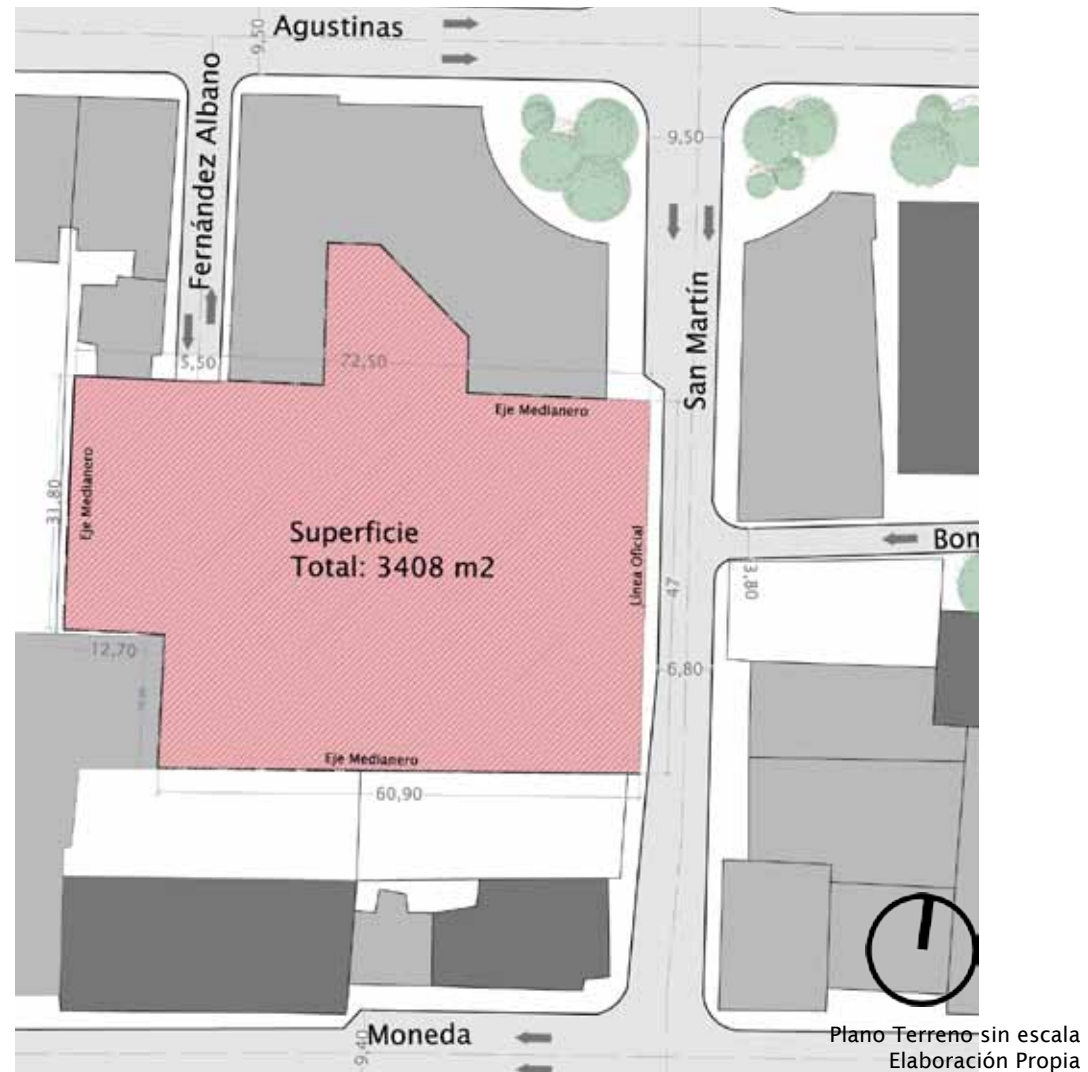 Agustinas
9,50
Fernández Albano
9,50
San Martín
5,50
72,50
Eje Medianero
Eje Medianero
31,80
Superficie
Total: 3408 m2
Línea Oficial
Bon
3,80
47
12,70
6,80
Eje Medianero
60,90
Moneda
9,40
Plano Terreno sin escala
Elaboración Propia